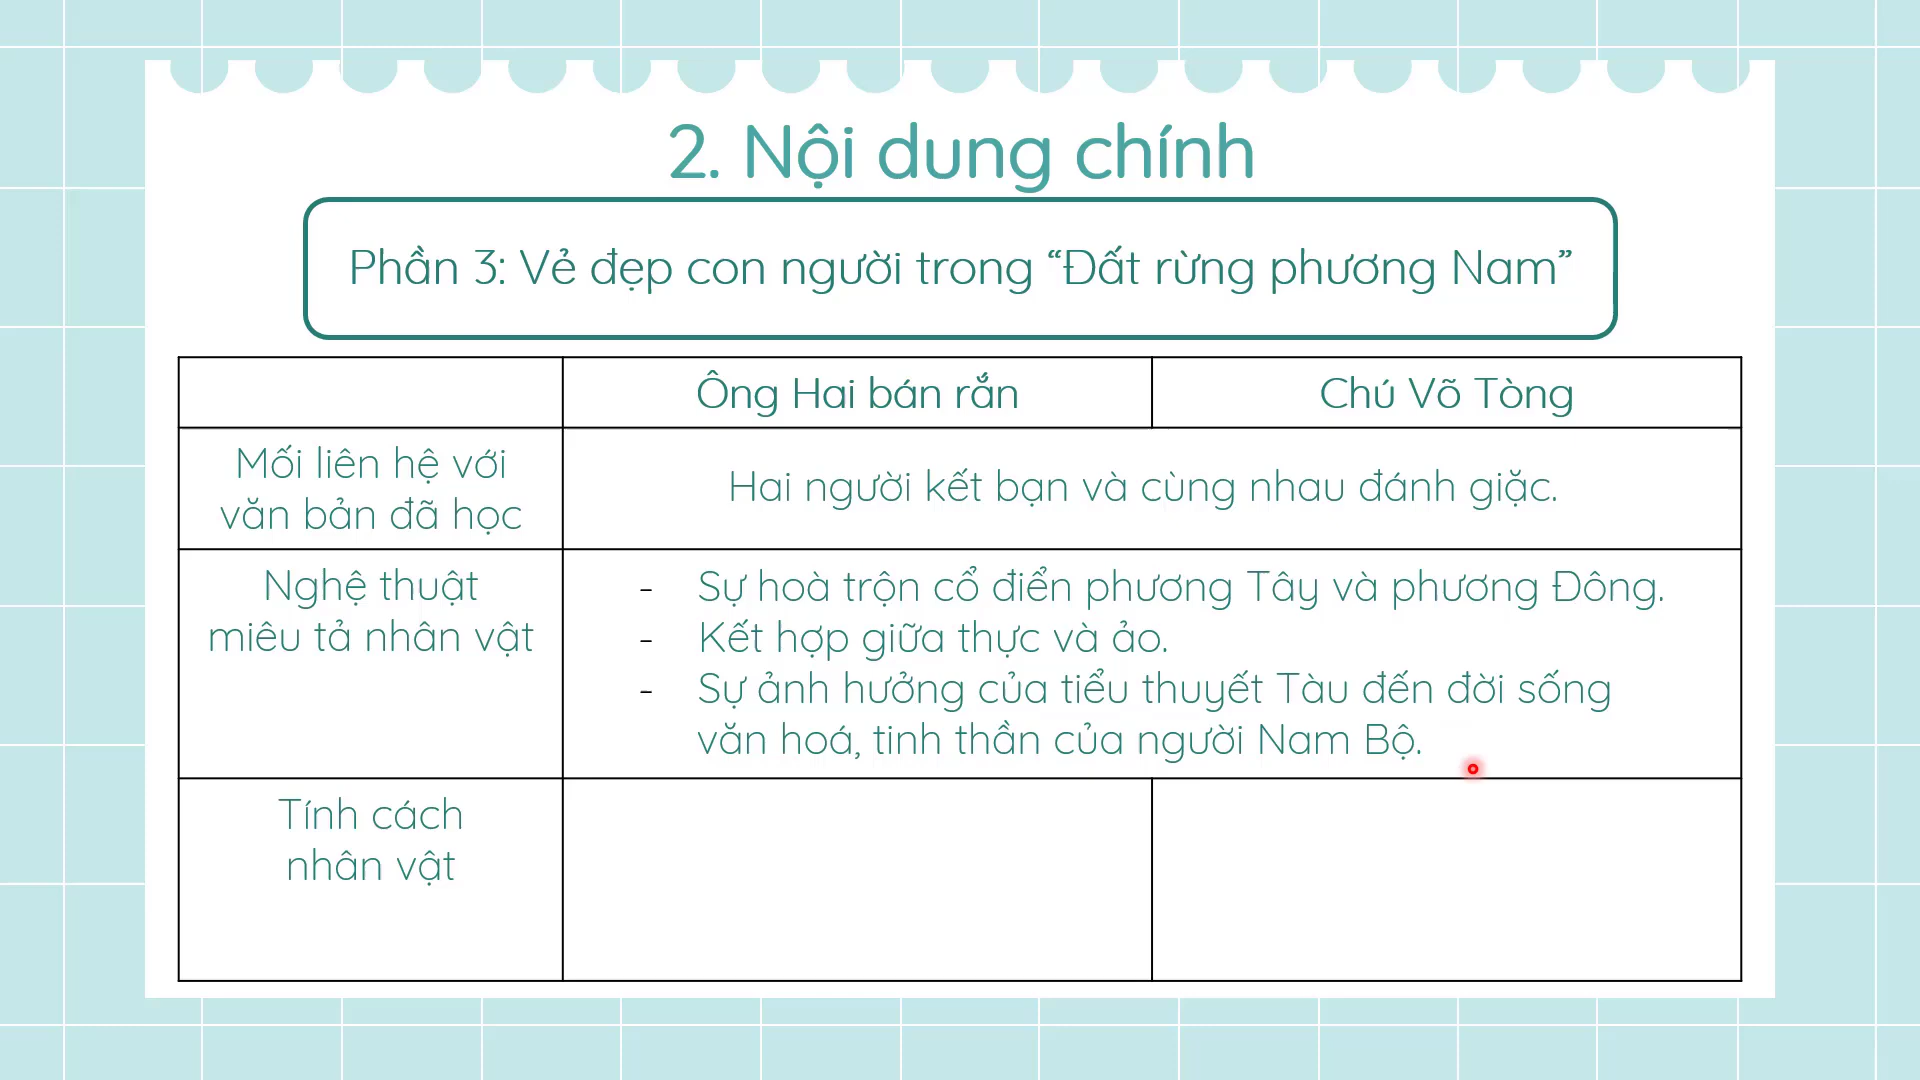 2. Nội dung chính
Phần 3: Vẻ đẹp con người trong “Đất rừng phương Nam”
Ông Hai bán rắn
Chú Võ Tòng
Mối liên hệ với
văn bản đã học
Hai người kết bạn và cùng nhau đánh giặc.
Nghệ thuật
miêu tả nhân vật
- Sự hoà trộn cổ điển phương Tây và phương Đông.
- Kết hợp giữa thực và ảo.
- Sự ảnh hưởng của tiểu thuyết Tàu đến đời sống
văn hoá, tinh thần của người Nam Bộ.
Tính cách
nhân vật